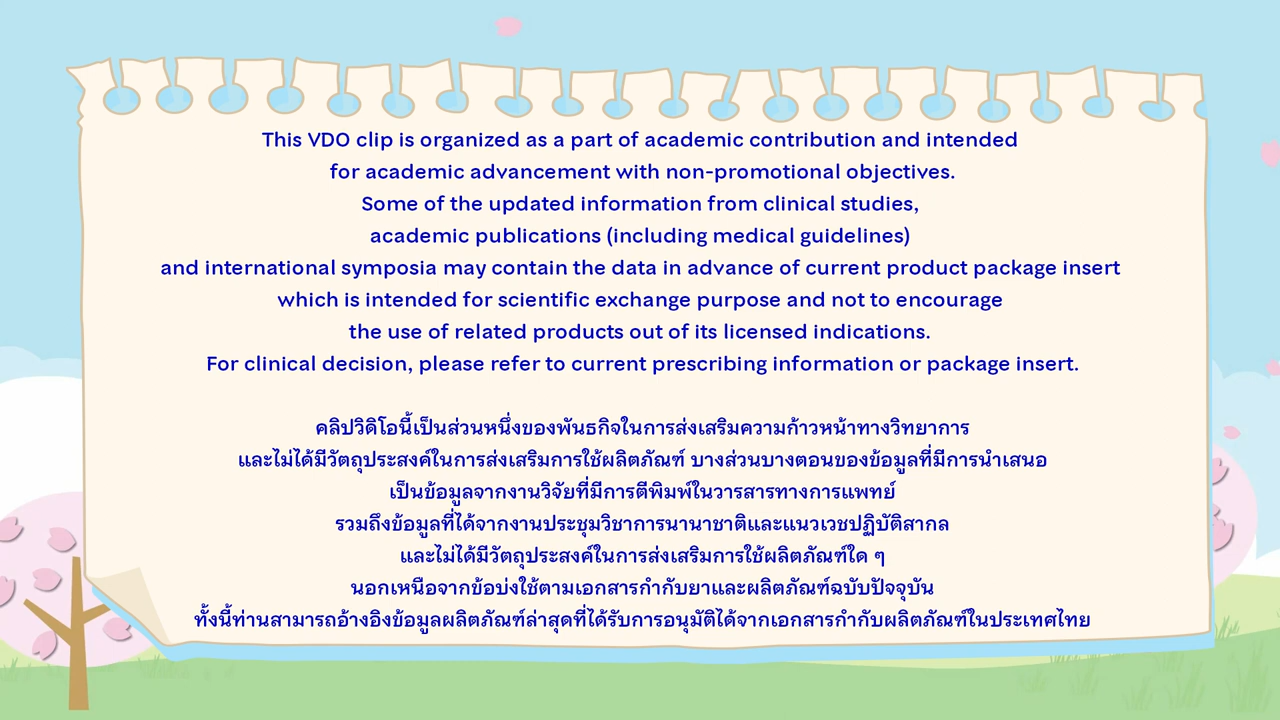 This VDO clip is organized as a part of academic contribution and intended
for academic advancement with non-promotional objectives.
Some of the updated information from clinical studies,
academic publications (including medical guidelines)
and international symposia may contain the data in advance of current product package insert
which is intended for scientific exchange purpose and not to encourage
the use of related products out of its licensed indications.
For clinical decision, please refer to current prescribing information or package insert.
คลิปวิดิโอนี้เป็นส่วนหนึ่งของพันธกิจในการส่งเสริมความก้าวหน้าทางวิทยาการ
และไม่ได้มีวัตถุประสงค์ในการส่งเสริมการใช้ผลิตภัณฑ์ บางส่วนบางตอนของข้อมูลที่มีการนำเสนอ
เป็นข้อมูลจากงานวิจัยที่มีการตีพิมพ์ในวารสารทางการแพทย์
รวมถึงข้อมูลที่ได้จากงานประชุมวิชาการนานาชาติและแนวเวชปฏิบัติสากล
และไม่ได้มีวัตถุประสงค์ในการส่งเสริมการใช้ผลิตภัณฑ์ใด ๆ
นอกเหนือจากข้อบ่งใช้ตามเอกสารกำกับยาและผลิตภัณฑ์ฉบับปัจจุบัน
ทั้งนี้ท่านสามารถอ้างอิงข้อมูลผลิตภัณฑ์ล่าสุดที่ได้รับการอนุมัติได้จากเอกสารกำกับผลิตภัณฑ์ในประเทศไทย